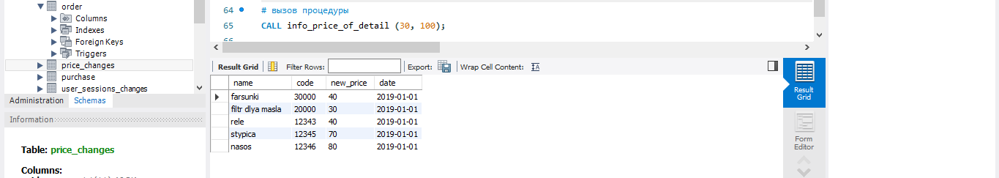 order
Columns
Indexes
Foreign Keys
Triggers
price_changes
purchase
user_sessions_changes
Administration Schemas
Information
Table: price_changes
Columns:
64 # вызов процедуры
65 CALL info_price_of_detail (30, 100);
Result Grid Filter Rows: Export: Wrap Cell Content:
name code new_price date
farsunki 30000 40 2019-01-01
filtr dlya masla 20000 30 2019-01-01
rele 12343 40 2019-01-01
stypica 12345 70 2019-01-01
nasos 12346 80 2019-01-01
Result
Grid
Form
Editor